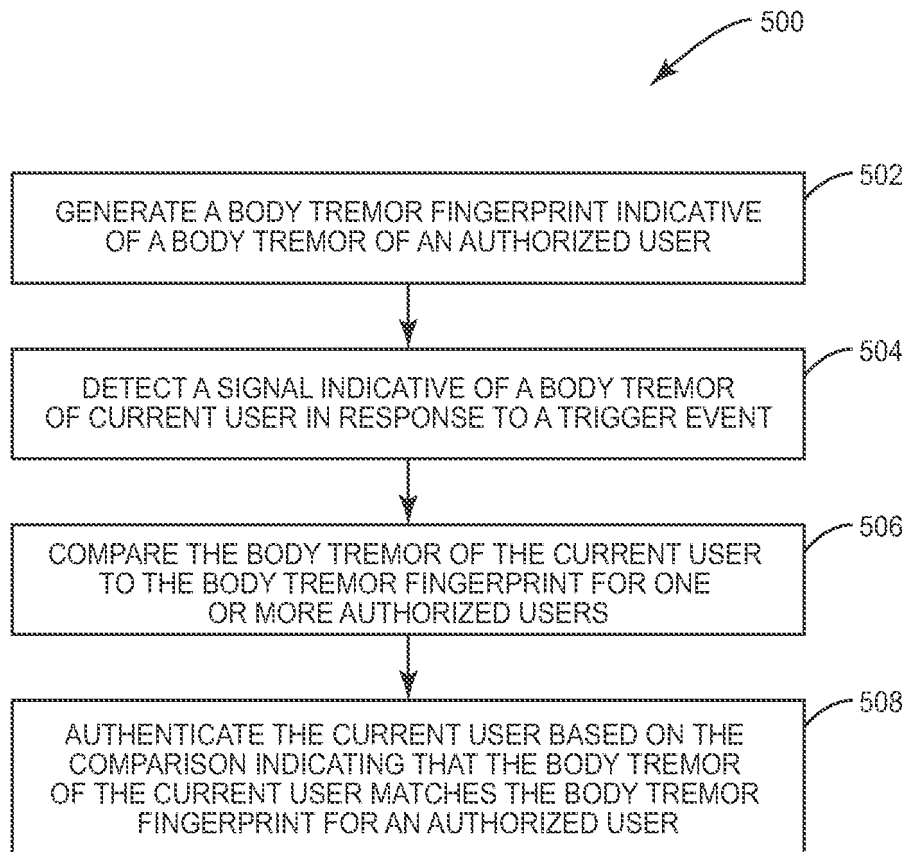 500
502
GENERATE A BODY TREMOR FINGERPRINT INDICATIVE
OF A BODY TREMOR OF AN AUTHORIZED USER
504
DETECT A SIGNAL INDICATIVE OF A BODY TREMOR
OF CURRENT USER IN RESPONSE TO A TRIGGER EVENT
506
COMPARE THE BODY TREMOR OF THE CURRENT USER
TO THE BODY TREMOR FINGERPRINT FOR ONE
OR MORE AUTHORIZED USERS
508
AUTHENTICATE THE CURRENT USER BASED ON THE
COMPARISON INDICATING THAT THE BODY TREMOR
OF THE CURRENT USER MATCHES THE BODY TREMOR
FINGERPRINT FOR AN AUTHORIZED USER